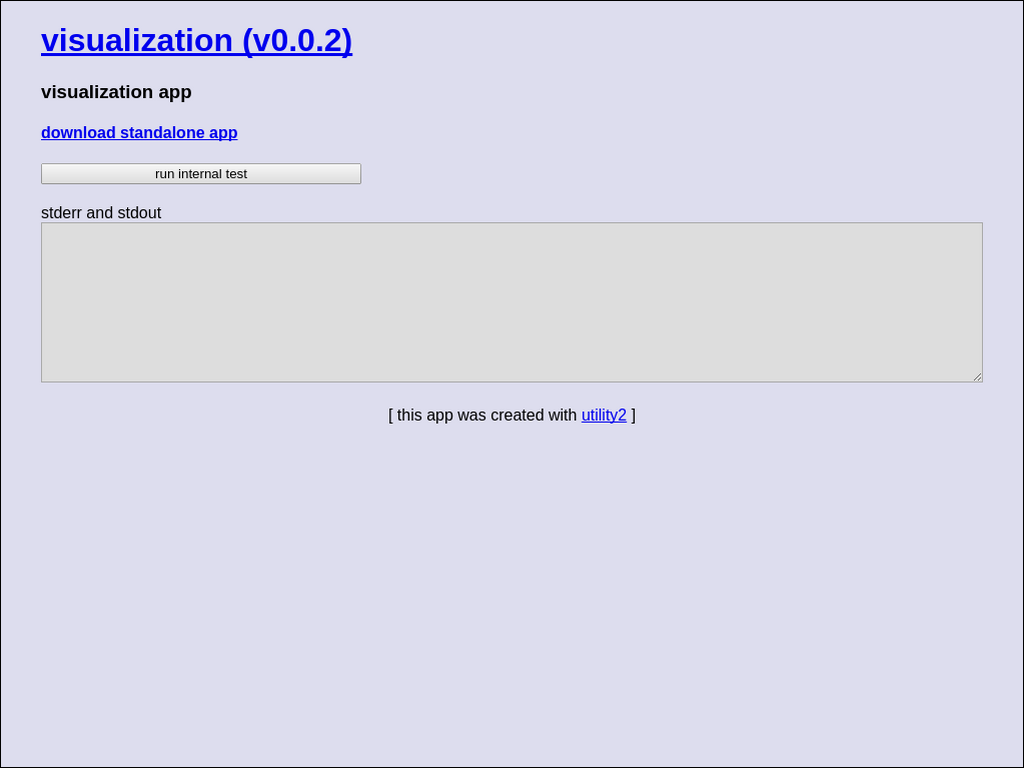 visualization (v0.0.2)
visualization app
download standalone app
run internal test
stderr and stdout
[ this app was created with utility2 ]